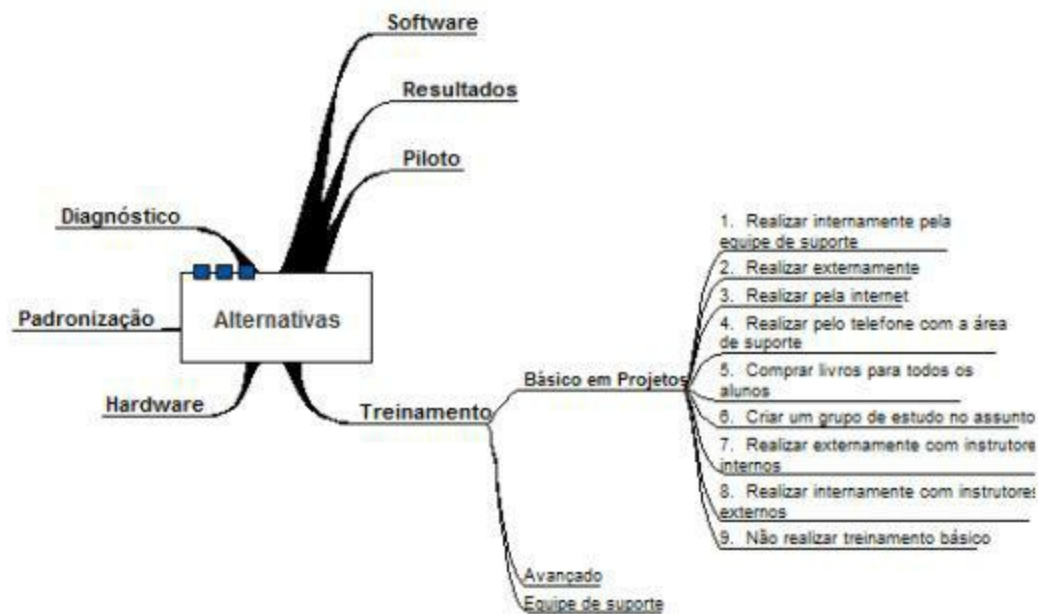 Software
Resultados
Piloto
Diagnóstico
Padronização
Alternativas
Hardware
Treinamento
Básico em Projetos
1. Realizar internamente pela
equipe de suporte
2. Realizar externamente
3. Realizar pela internet
4. Realizar pelo telefone com a área
de suporte
5. Comprar livros para todos os
alunos
6. Criar um grupo de estudo no assunto
7. Realizar externamente com instrutore
internos
8. Realizar internamente com instrutores
externos
9. Não realizar treinamento básico
Avançado
Equipe de suporte